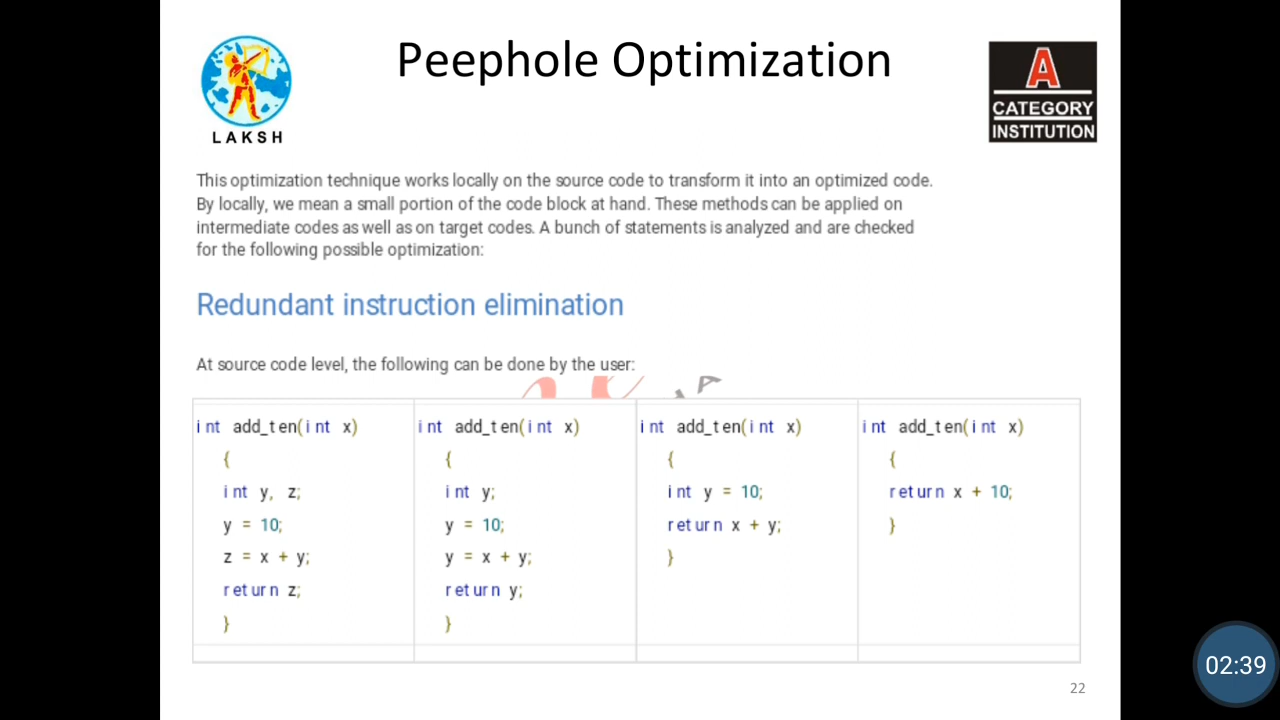 Peephole Optimization
LAKSH
A
CATEGORY
INSTITUTION
This optimization technique works locally on the source code to transform it into an optimized code.
By locally, we mean a small portion of the code block at hand. These methods can be applied on
intermediate codes as well as on target codes. A bunch of statements is analyzed and are checked
for the following possible optimization:
Redundant instruction elimination
At source code level, the following can be done by the user:
int add_ten(int x)
{
int y, z;
y = 10;
z = x + y;
return z;
}
int add_ten(int x)
{
int y;
y = 10;
y = x + y;
return y;
}
int add_ten(int x)
{
int y = 10;
return x + y;
}
int add_ten(int x)
{
return x + 10;
}
22
02:39